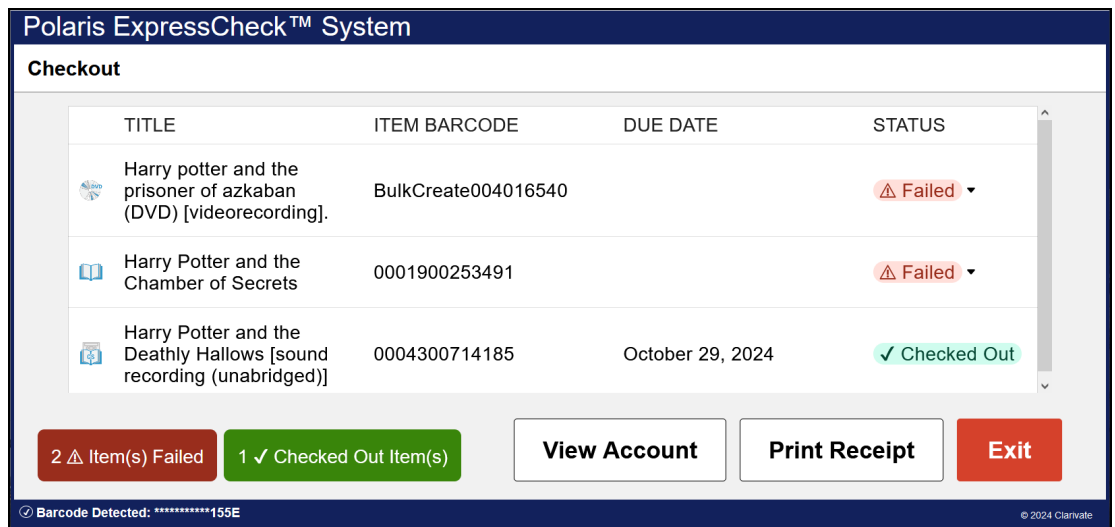 Polaris ExpressCheck™ System
Checkout
TITLE ITEM BARCODE DUE DATE STATUS
Harry potter and the
prisoner of azkaban
(DVD) [videorecording].
BulkCreate004016540
⚠ Failed
Harry Potter and the
Chamber of Secrets
0001900253491
⚠ Failed
Harry Potter and the
Deathly Hallows [sound
recording (unabridged)]
0004300714185
October 29, 2024
✓ Checked Out
2 ⚠ Item(s) Failed
1 ✓ Checked Out Item(s)
View Account
Print Receipt
Exit
Barcode Detected: ***********155E
© 2024 Clarivate